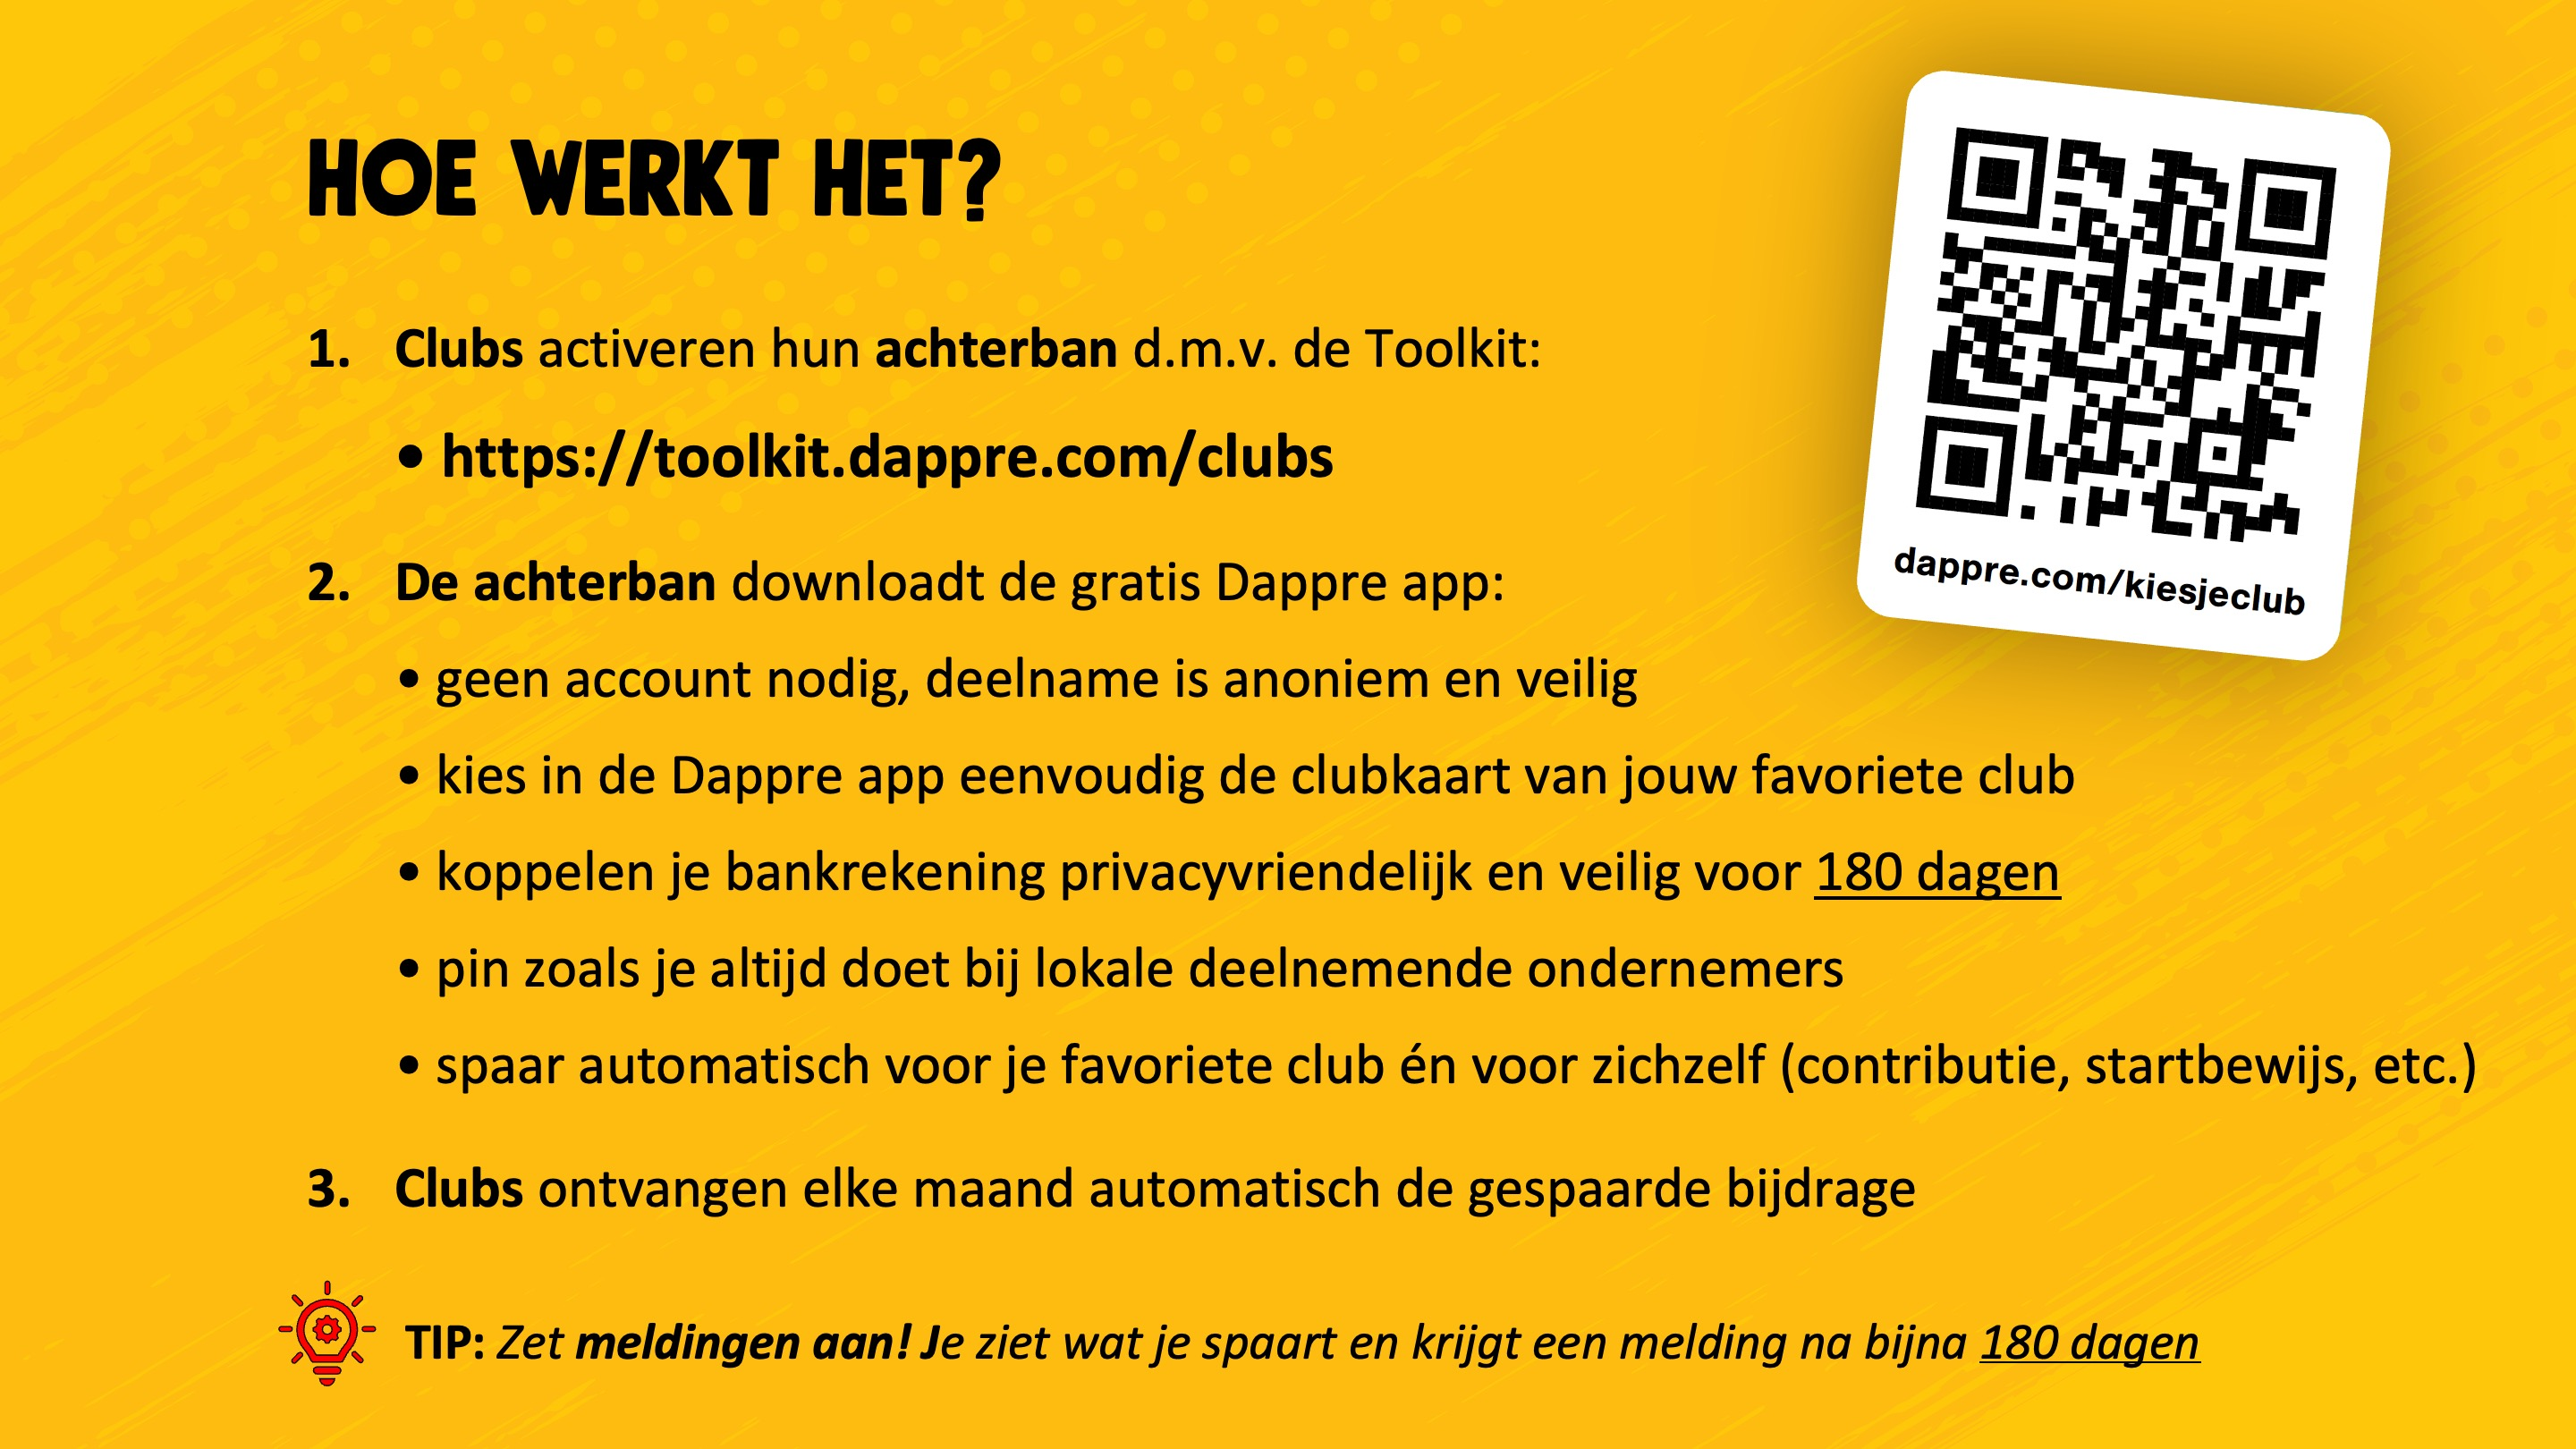 HOE WERKT HET?
1. Clubs activeren hun achterban d.m.v. de Toolkit:
• https://toolkit.dappre.com/clubs
2. De achterban downloadt de gratis Dappre app:
• geen account nodig, deelname is anoniem en veilig
• kies in de Dappre app eenvoudig de clubkaart van jouw favoriete club
• koppelen je bankrekening privacyvriendelijk en veilig voor 180 dagen
• pin zoals je altijd doet bij lokale deelnemende ondernemers
• spaar automatisch voor je favoriete club én voor zichzelf (contributie, startbewijs, etc.)
3. Clubs ontvangen elke maand automatisch de gespaarde bijdrage
TIP: Zet meldingen aan! Je ziet wat je spaart en krijgt een melding na bijna 180 dagen
dappre.com/kiesjeclub